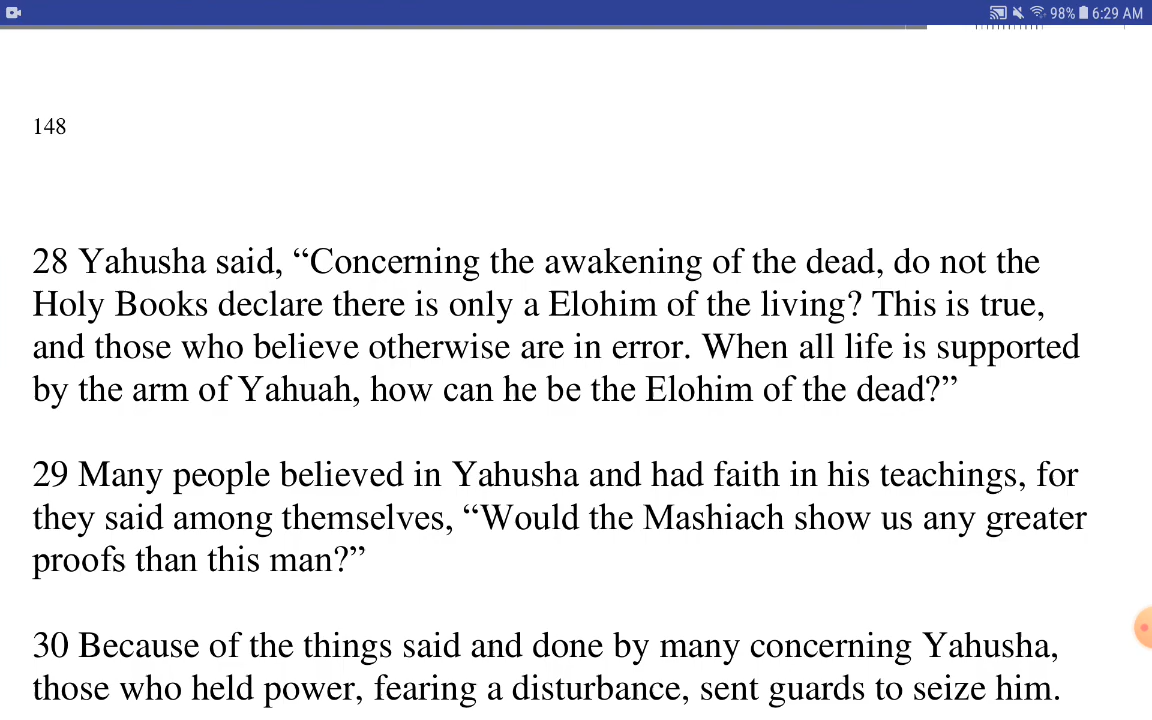 98% 6:29 AM
148
28 Yahusha said, “Concerning the awakening of the dead, do not the
Holy Books declare there is only a Elohim of the living? This is true,
and those who believe otherwise are in error. When all life is supported
by the arm of Yahuah, how can he be the Elohim of the dead?”
29 Many people believed in Yahusha and had faith in his teachings, for
they said among themselves, “Would the Mashiach show us any greater
proofs than this man?”
30 Because of the things said and done by many concerning Yahusha,
those who held power, fearing a disturbance, sent guards to seize him.